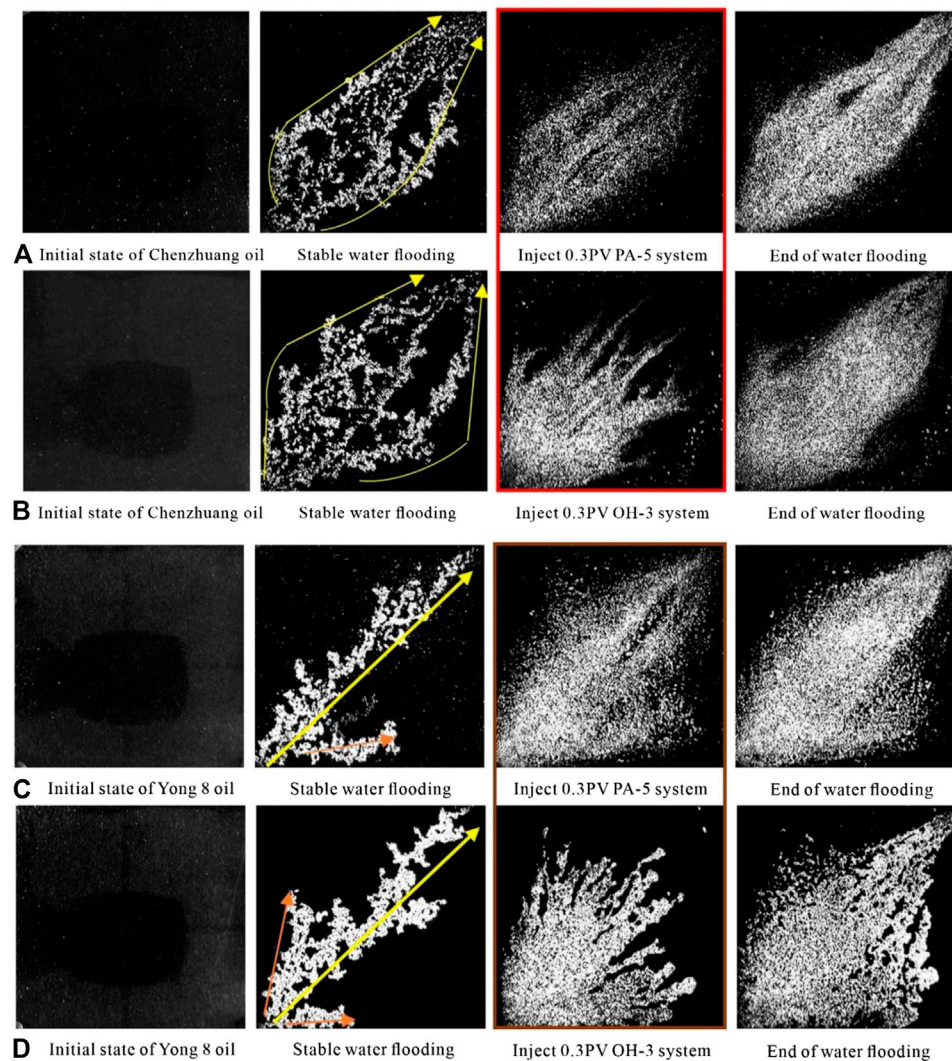 A Initial state of Chenzhuang oil Stable water flooding Inject 0.3PV PA-5 system End of water flooding
B Initial state of Chenzhuang oil Stable water flooding Inject 0.3PV OH-3 system End of water flooding
C Initial state of Yong 8 oil Stable water flooding Inject 0.3PV PA-5 system End of water flooding
D Initial state of Yong 8 oil Stable water flooding Inject 0.3PV OH-3 system End of water flooding